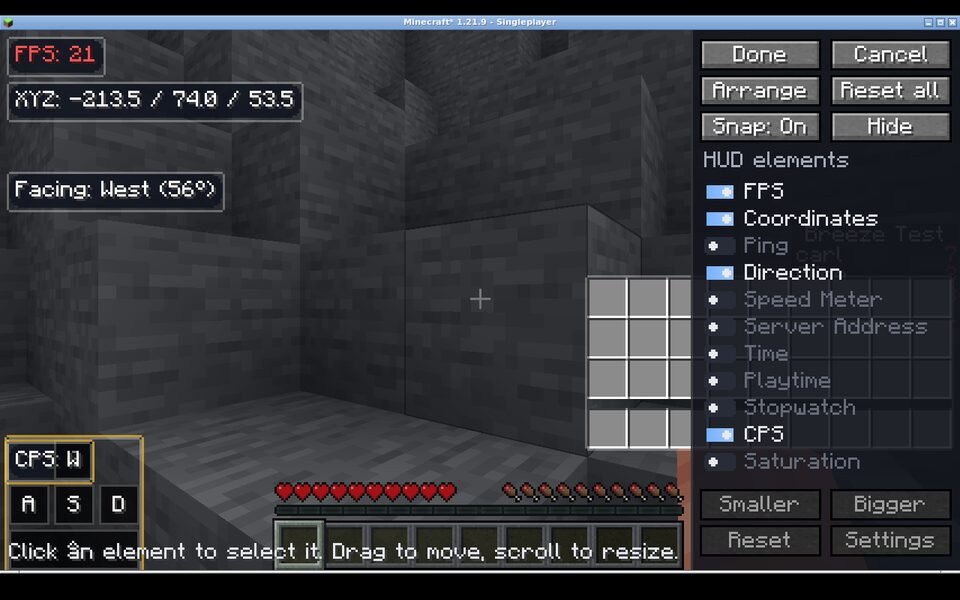 Minecraft* 1.21.9 - Singleplayer
FPS: 21
XYZ: -213.5 / 74.0 / 53.5
Facing: West (56°)
Done
Cancel
Arrange
Reset all
Snap: On
Hide
HUD elements
FPS
Coordinates
Ping
Breeze Test
carl
Direction
Speed Meter
Server Address
Time
Playtime
Stopwatch
CPS
Saturation
Smaller
Bigger
Reset
Settings
CPS: W
A S D
Click an element to select it. Drag to move, scroll to resize.